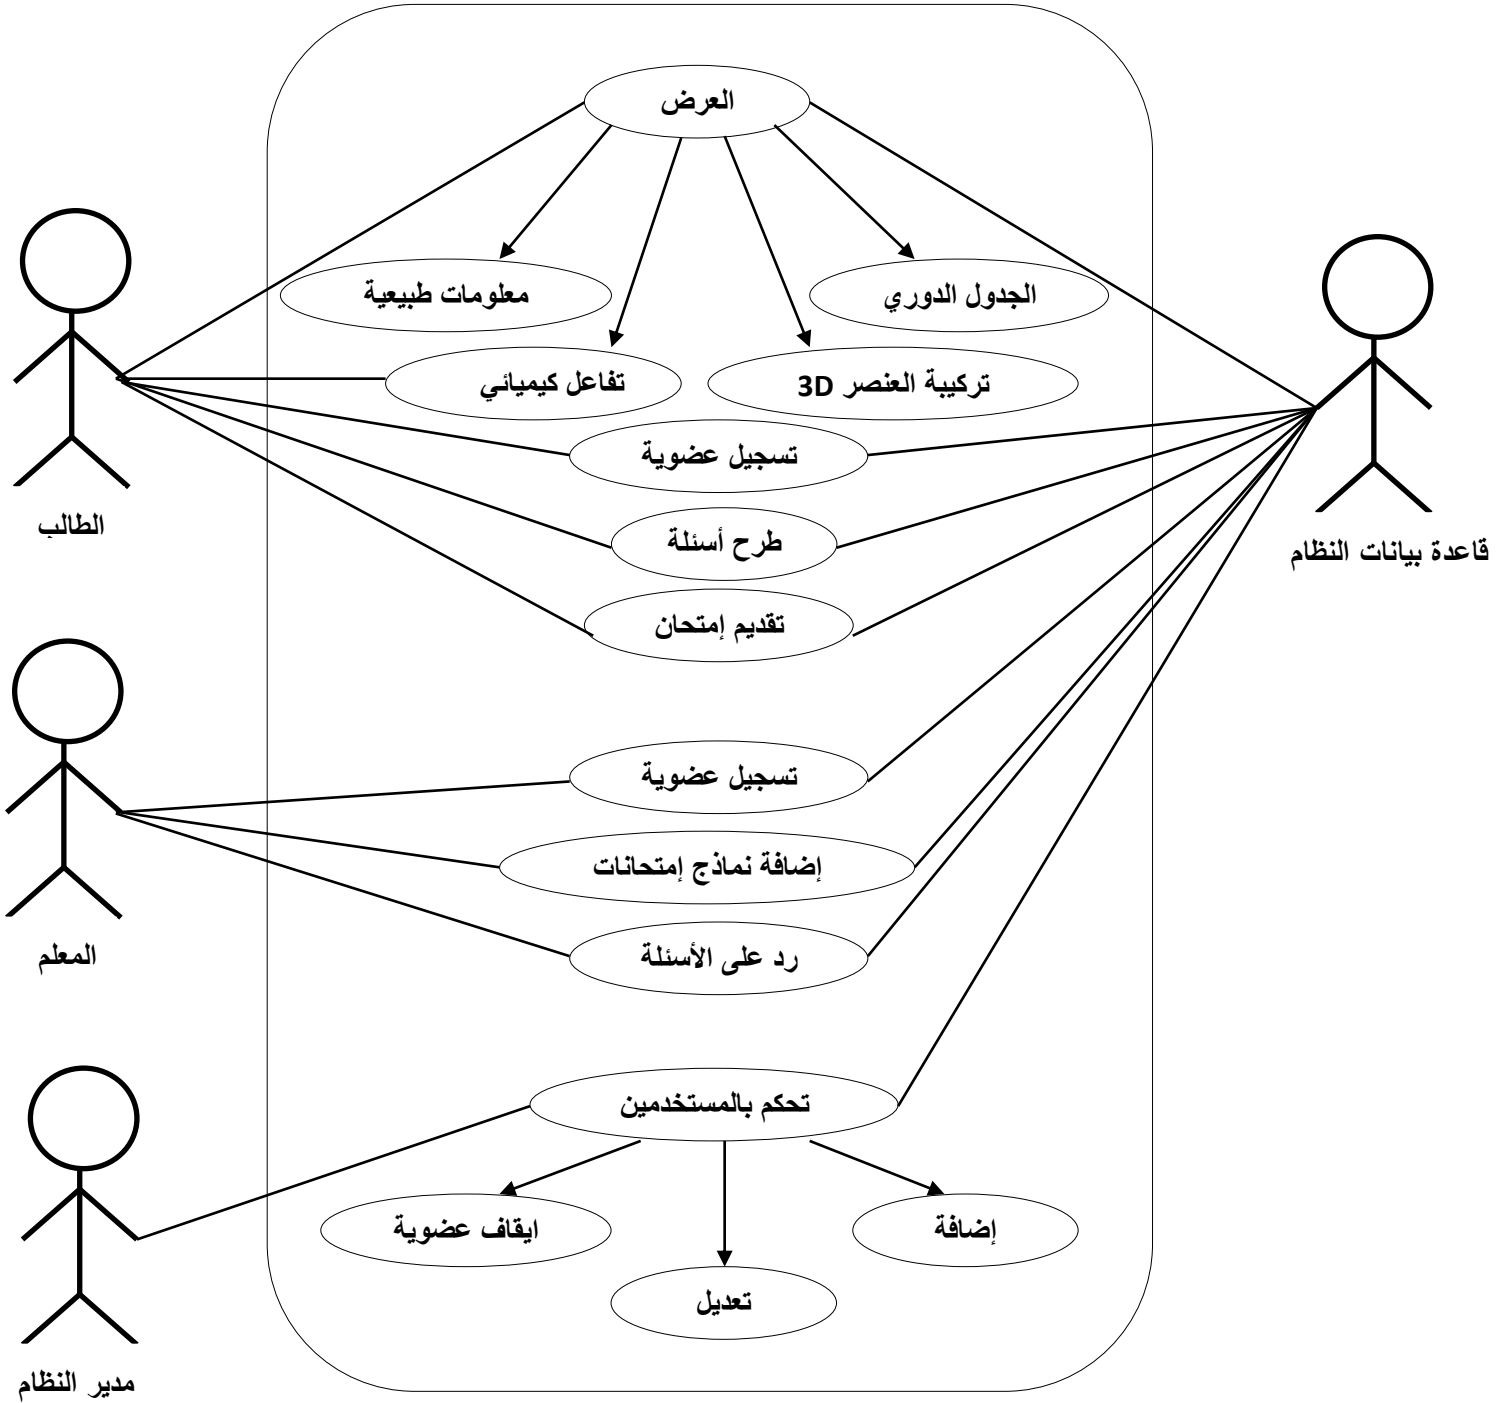 العرض
الجدول الدوري
معلومات طبيعية
تركيبة العنصر 3D
تفاعل كيميائي
تسجيل عضوية
طرح أسئلة
تقديم إمتحان
الطالب
قاعدة بيانات النظام
تسجيل عضوية
إضافة نماذج إمتحانات
رد على الأسئلة
المعلم
تحكم بالمستخدمين
إضافة
ايقاف عضوية
تعديل
مدير النظام